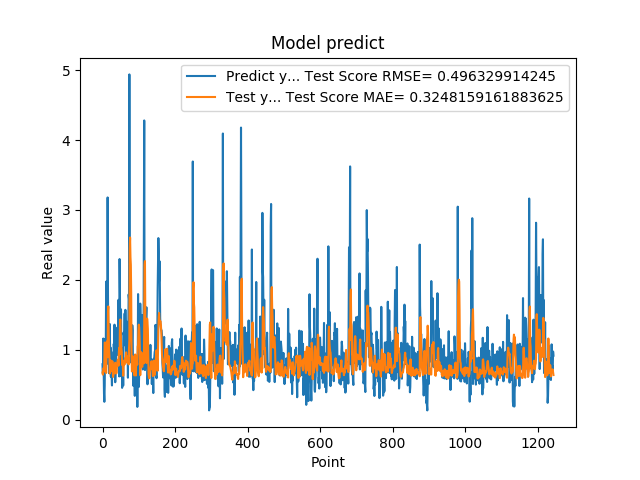 Model predict
Predict y... Test Score RMSE= 0.496329914245
Test y... Test Score MAE= 0.3248159161883625
5
4
3
2
1
0
Real value
0 200 400 600 800 1000 1200
Point